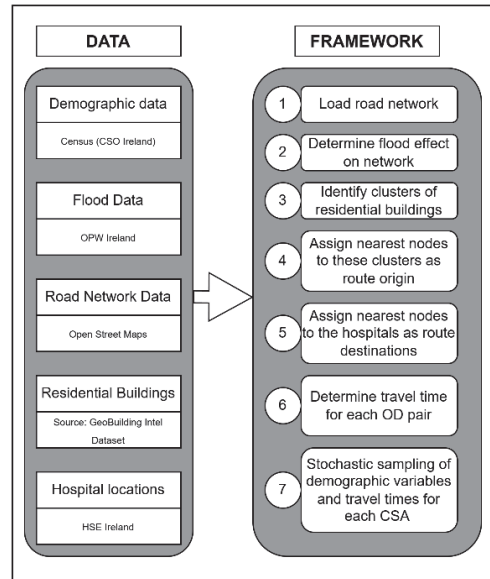 DATA
Demographic data
Census (CSO Ireland)
Flood Data
OPW Ireland
Road Network Data
Open Street Maps
Residential Buildings
Source: GeoBuilding Intel
Dataset
Hospital locations
HSE Ireland
FRAMEWORK
1
Load road network
2
Determine flood effect
on network
3
Identify clusters of
residential buildings
4
Assign nearest nodes
to these clusters as
route origin
5
Assign nearest nodes
to the hospitals as route
destinations
6
Determine travel time
for each OD pair
7
Stochastic sampling of
demographic variables
and travel times for
each CSA